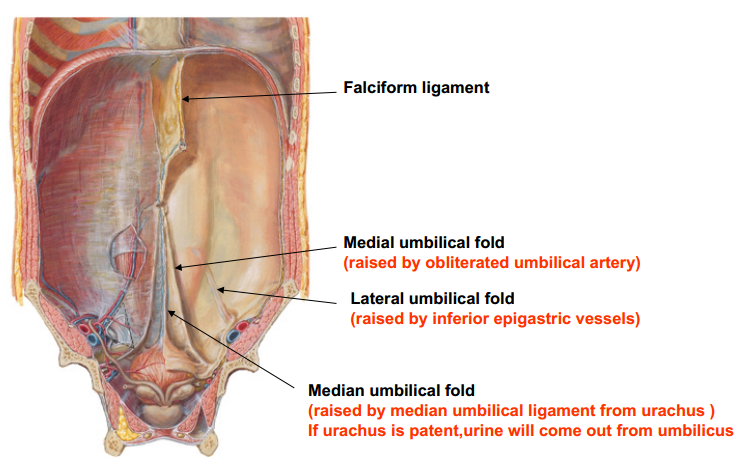 Falciform ligament
Medial umbilical fold
(raised by obliterated umbilical artery)
Lateral umbilical fold
(raised by inferior epigastric vessels)
Median umbilical fold
(raised by median umbilical ligament from urachus )
If urachus is patent,urine will come out from umbilicus